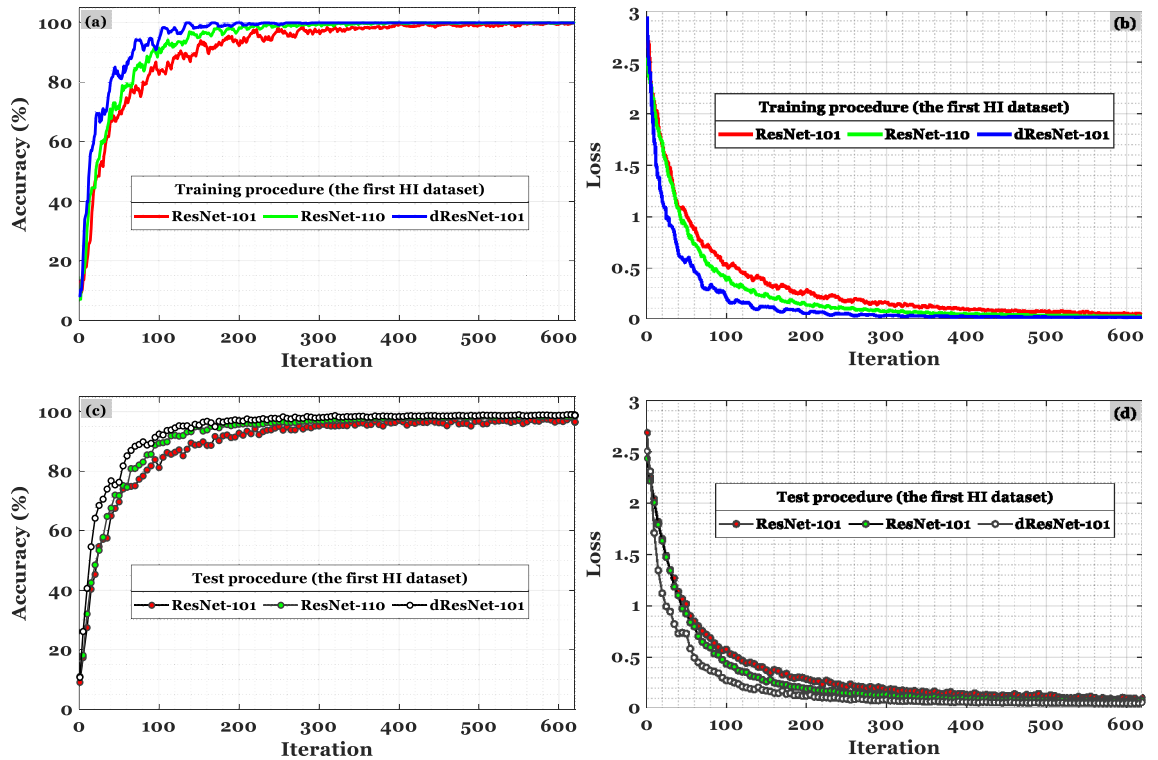 (a)
100
80
60
40
20
0
Accuracy (%)
Training procedure (the first HI dataset)
ResNet-101 ResNet-110 dResNet-101
0 100 200 300 400 500 600
Iteration
(b)
3
2.5
2
1.5
1
0.5
0
Loss
Training procedure (the first HI dataset)
ResNet-101 ResNet-110 dResNet-101
0 100 200 300 400 500 600
Iteration
(c)
100
80
60
40
20
0
Accuracy (%)
Test procedure (the first HI dataset)
ResNet-101 ResNet-110 dResNet-101
0 100 200 300 400 500 600
Iteration
(d)
3
2.5
2
1.5
1
0.5
0
Loss
Test procedure (the first HI dataset)
ResNet-101 ResNet-101 dResNet-101
0 100 200 300 400 500 600
Iteration